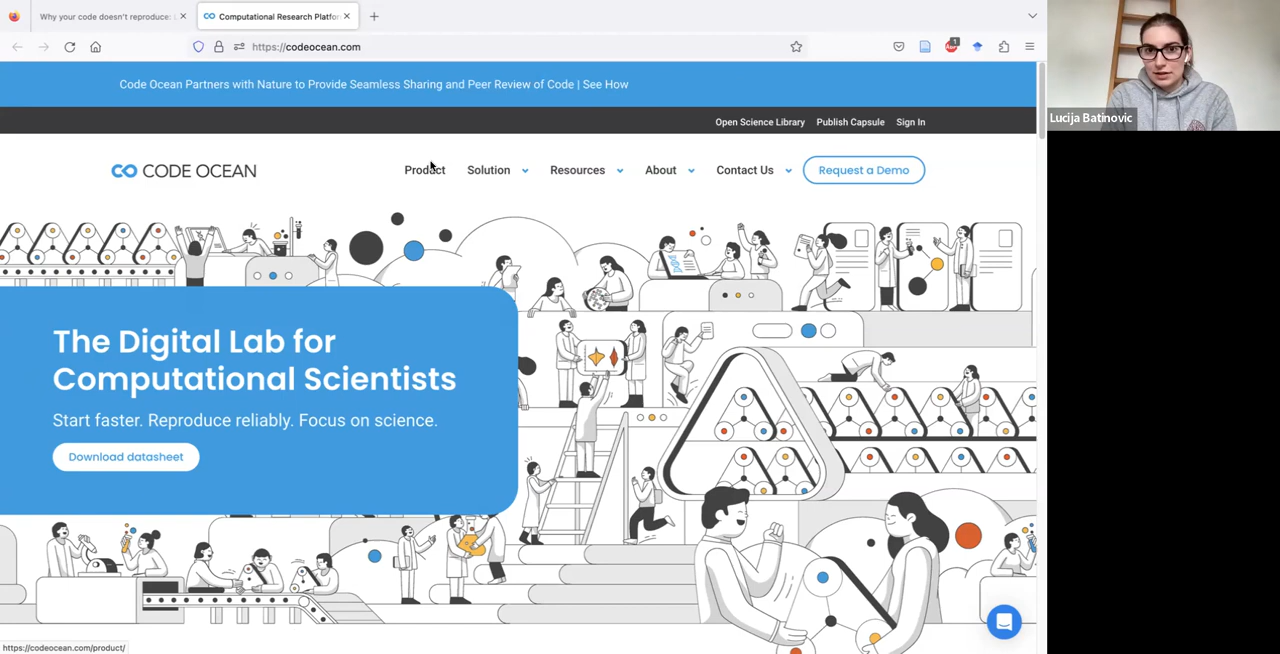 Why your code doesn't reproduce:
Computational Research Platfor
https://codeocean.com
1
Code Ocean Partners with Nature to Provide Seamless Sharing and Peer Review of Code | See How
Open Science Library Publish Capsule Sign In
CODE OCEAN
Product Solution Resources About Contact Us Request a Demo
The Digital Lab for
Computational Scientists
Start faster. Reproduce reliably. Focus on science.
Download datasheet
https://codeocean.com/product/
Lucija Batinovic